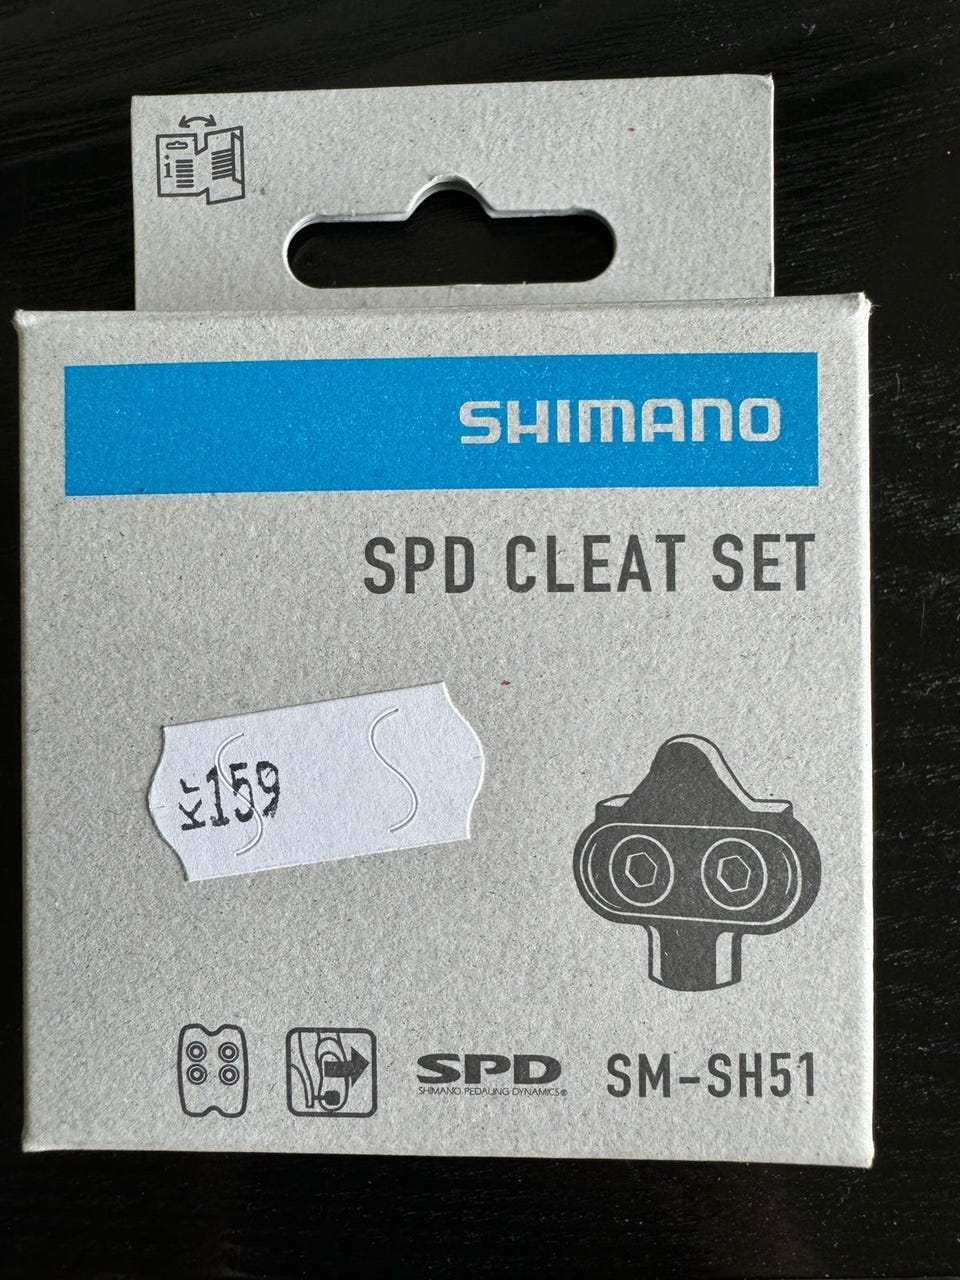 i
SHIMANO
SPD CLEAT SET
Kr159
SPD
SHIMANO PEDALING DYNAMICS®
SM-SH51